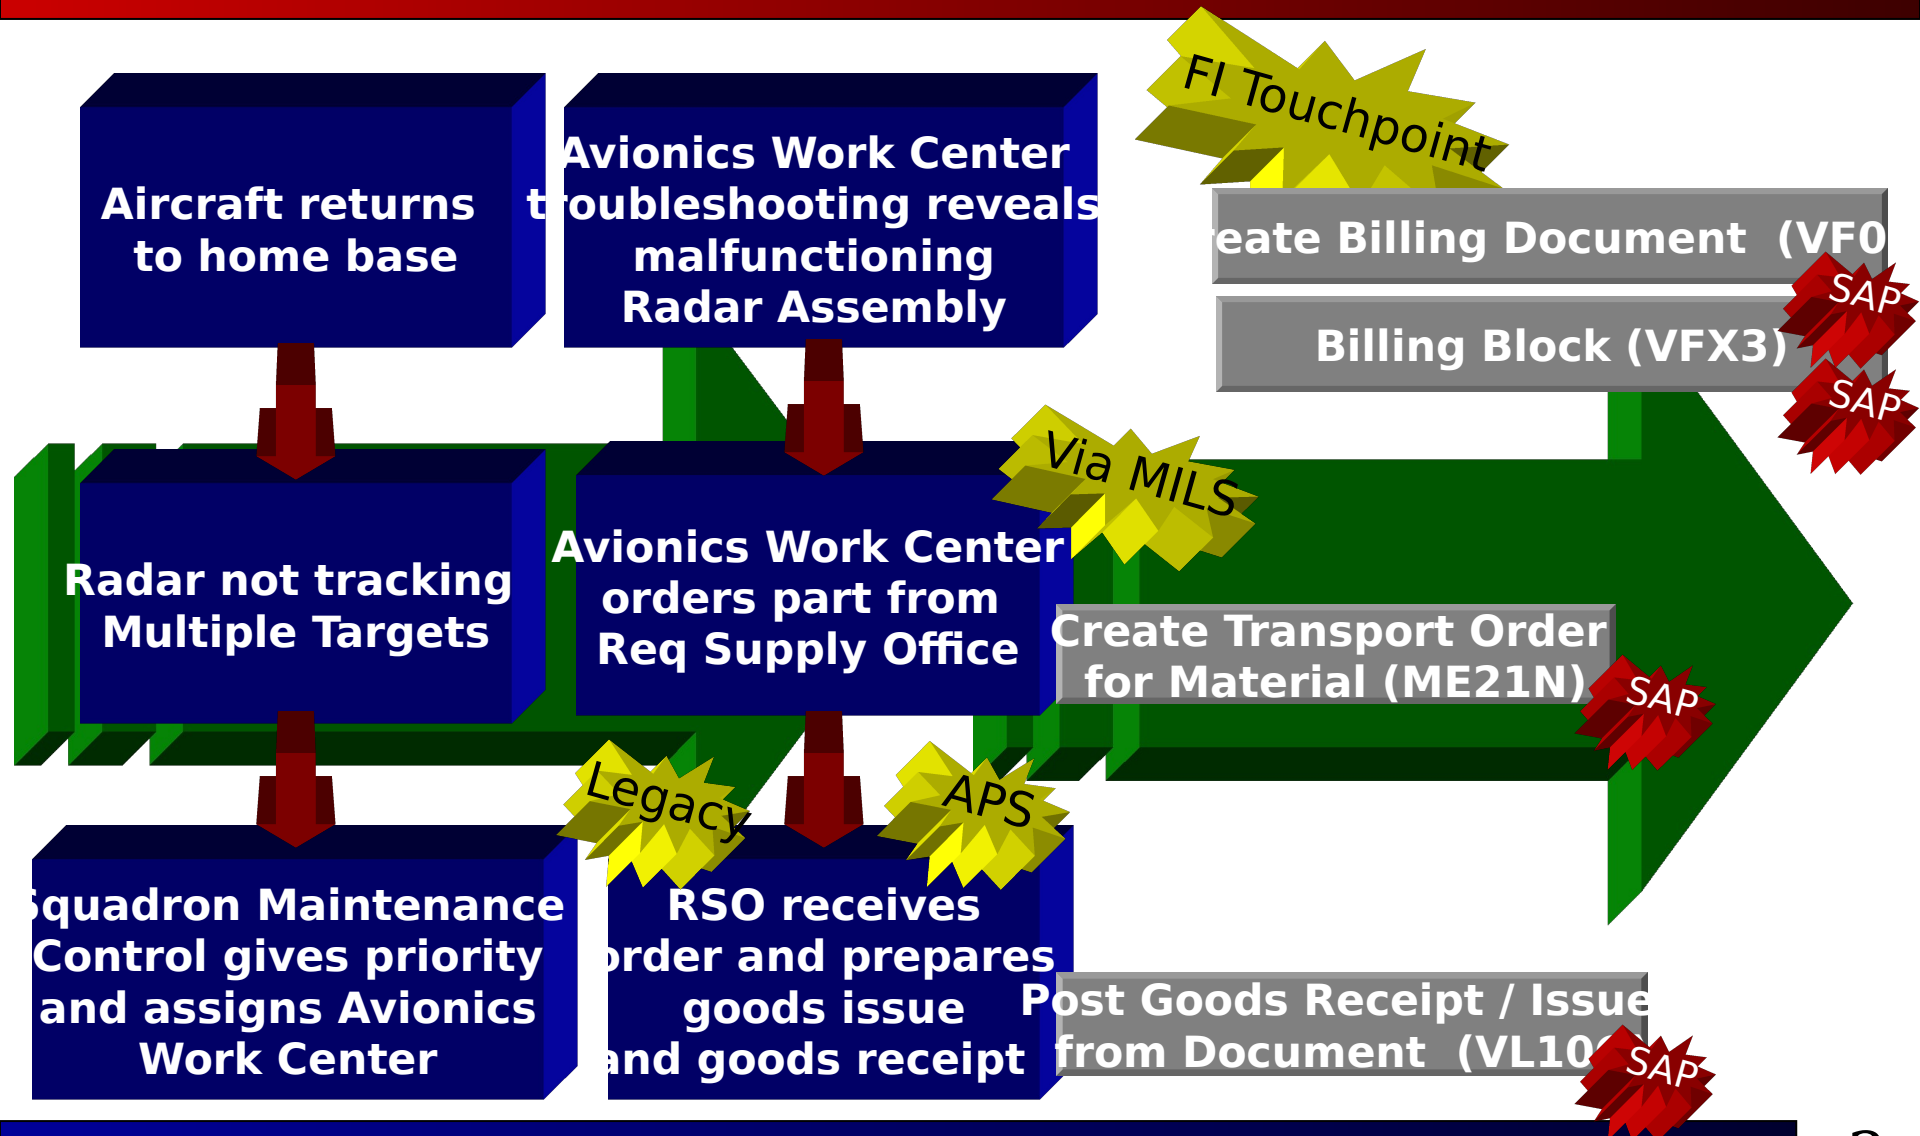 Aircraft returns
to home base
Radar not tracking
Multiple Targets
Squadron Maintenance
Control gives priority
and assigns Avionics
Work Center
Avionics Work Center
troubleshooting reveals
malfunctioning
Radar Assembly
Avionics Work Center
orders part from
Req Supply Office
Legacy
APS
RSO receives
order and prepares
goods issue
and goods receipt
FI Touchpoint
eate Billing Document (VF0
SAP
Billing Block (VFX3)
SAP
Via MILS
Create Transport Order
for Material (ME21N)
SAP
Post Goods Receipt / Issue
from Document (VL10
SAP